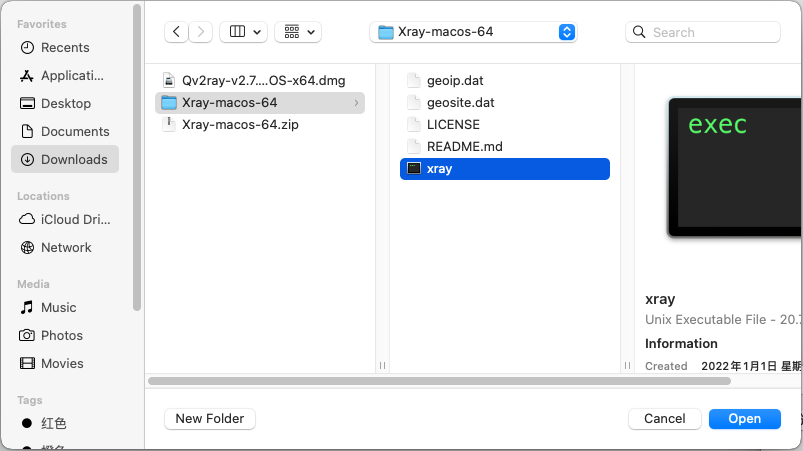 Favorites
Recents
Applicati...
Desktop
Documents
Downloads
Locations
iCloud Dri...
Network
Media
Music
Photos
Movies
Tags
红色
Xray-macos-64
Search
Qv2ray-v2.7....OS-x64.dmg
Xray-macos-64
Xray-macos-64.zip
geoip.dat
geosite.dat
LICENSE
README.md
xray
exec
xray
Unix Executable File - 20.7
Information
Created 2022年1月1日 星期
New Folder
Cancel
Open